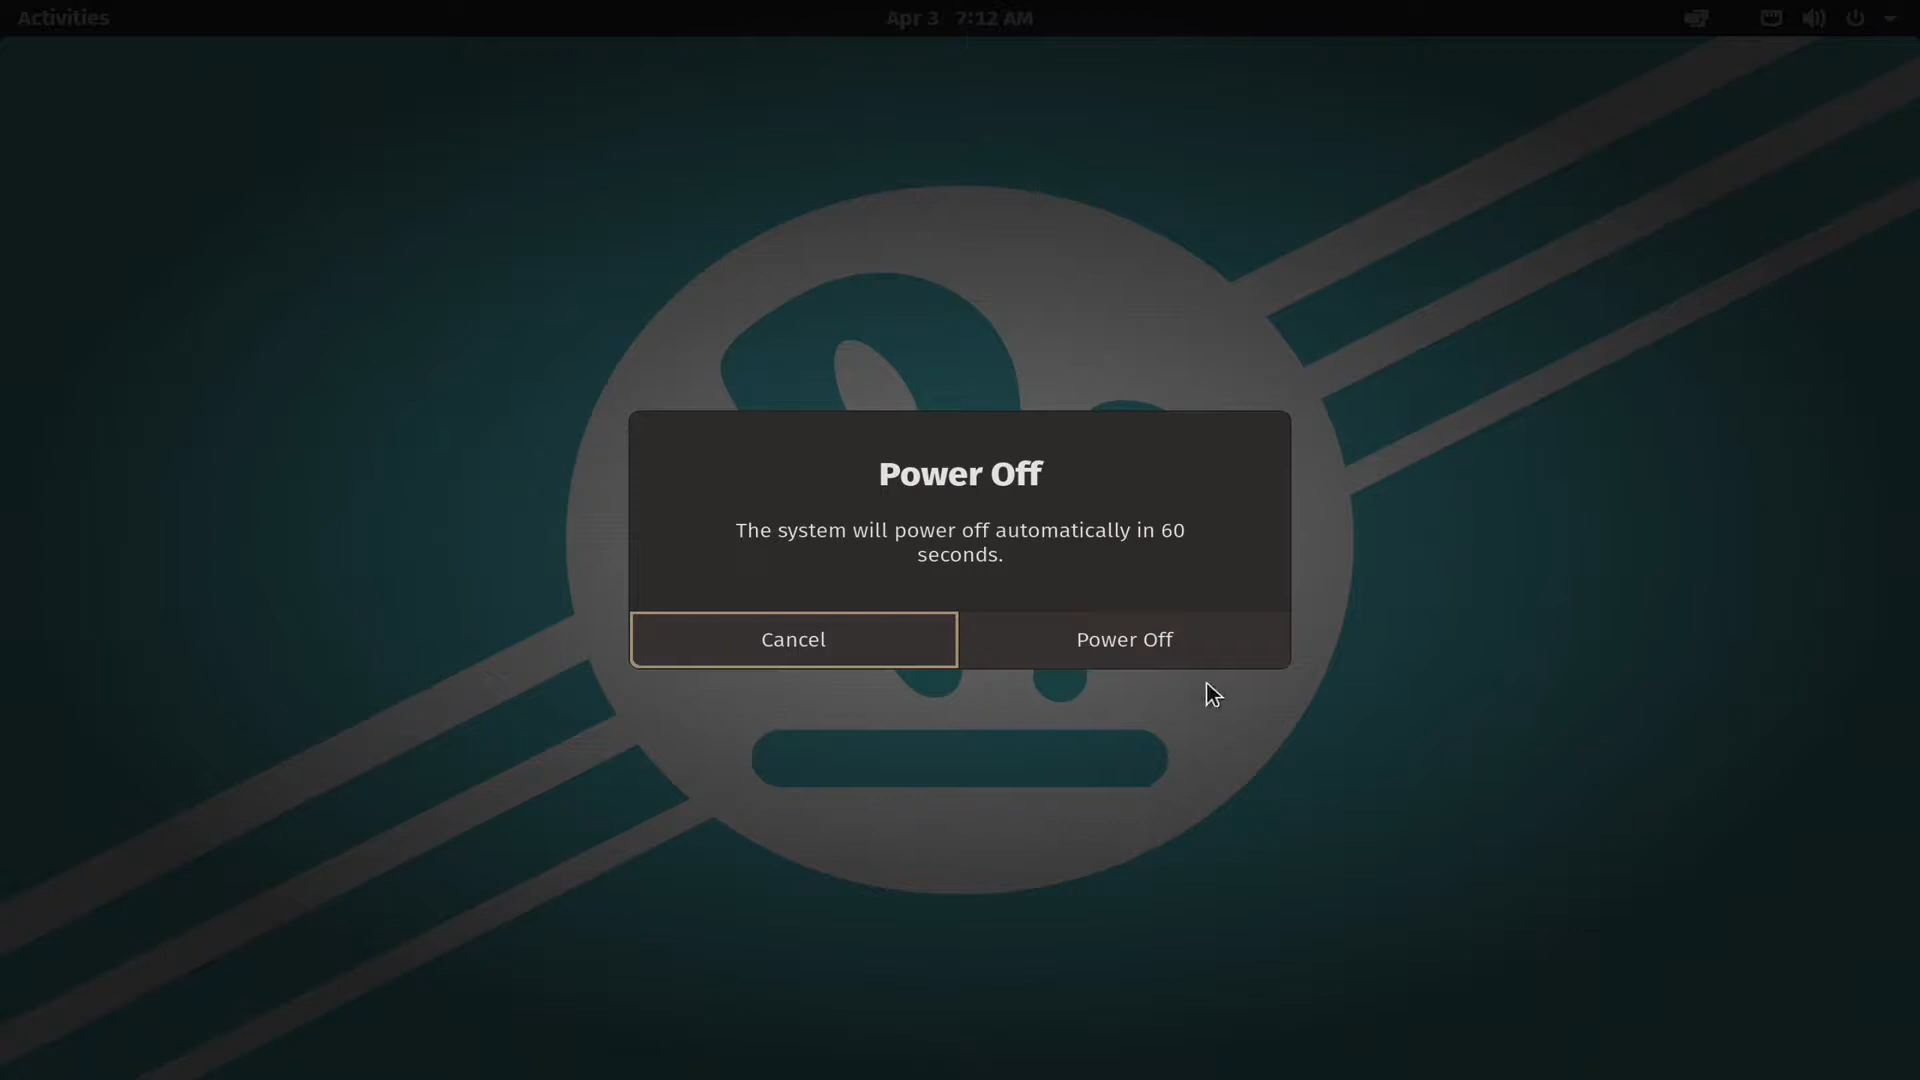 Activities
Apr 3 7:12 AM
Power Off
The system will power off automatically in 60
seconds.
Cancel
Power Off